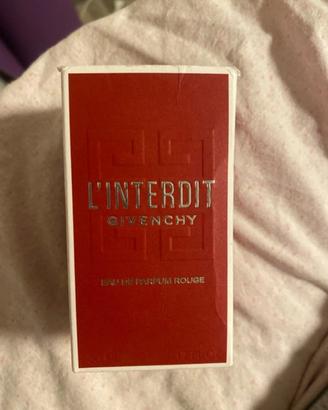 L'INTERDIT
GIVENCHY
EAU DE PARFUM ROUGE